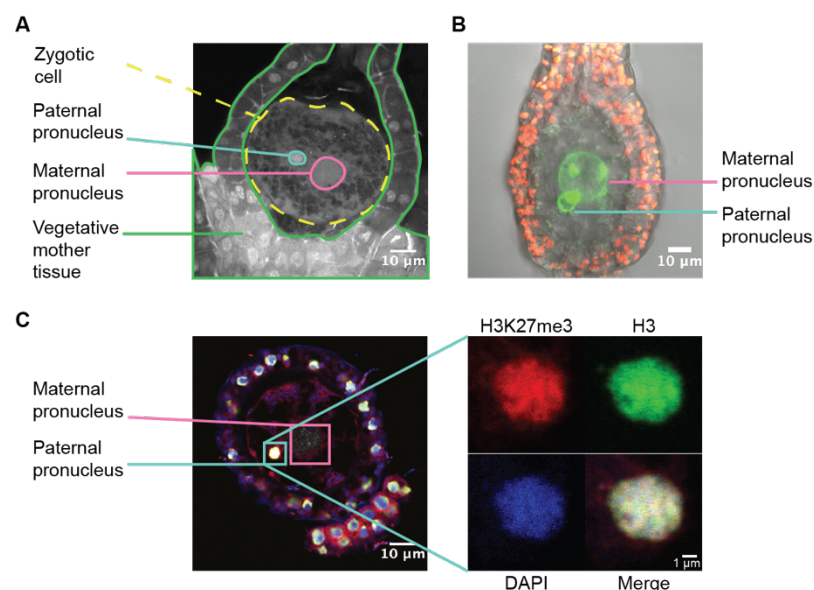 A
Zygotic
cell
Paternal
pronucleus
Maternal
pronucleus
Vegetative
mother
tissue
10 µm
B
Maternal
pronucleus
Paternal
pronucleus
10 µm
C
Maternal
pronucleus
Paternal
pronucleus
10 µm
H3K27me3 H3
1 µm
DAPI Merge